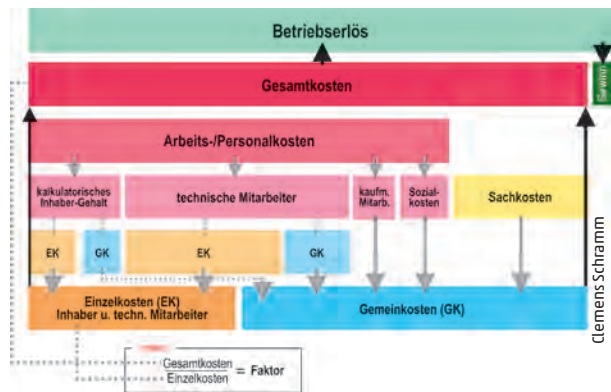 Betriebserlös
Gesamtkosten
Gewinn
Arbeits-/Personalkosten
kalkulatorisches
Inhaber-Gehalt
technische Mitarbeiter
kaufm.
Mitarb.
Sozial-
kosten
Sachkosten
EK
GK
EK
GK
Einzelkosten (EK)
Inhaber u. techn. Mitarbeiter
Gemeinkosten (GK)
Gesamtkosten
Einzelkosten
= Faktor
Clemens Schramm